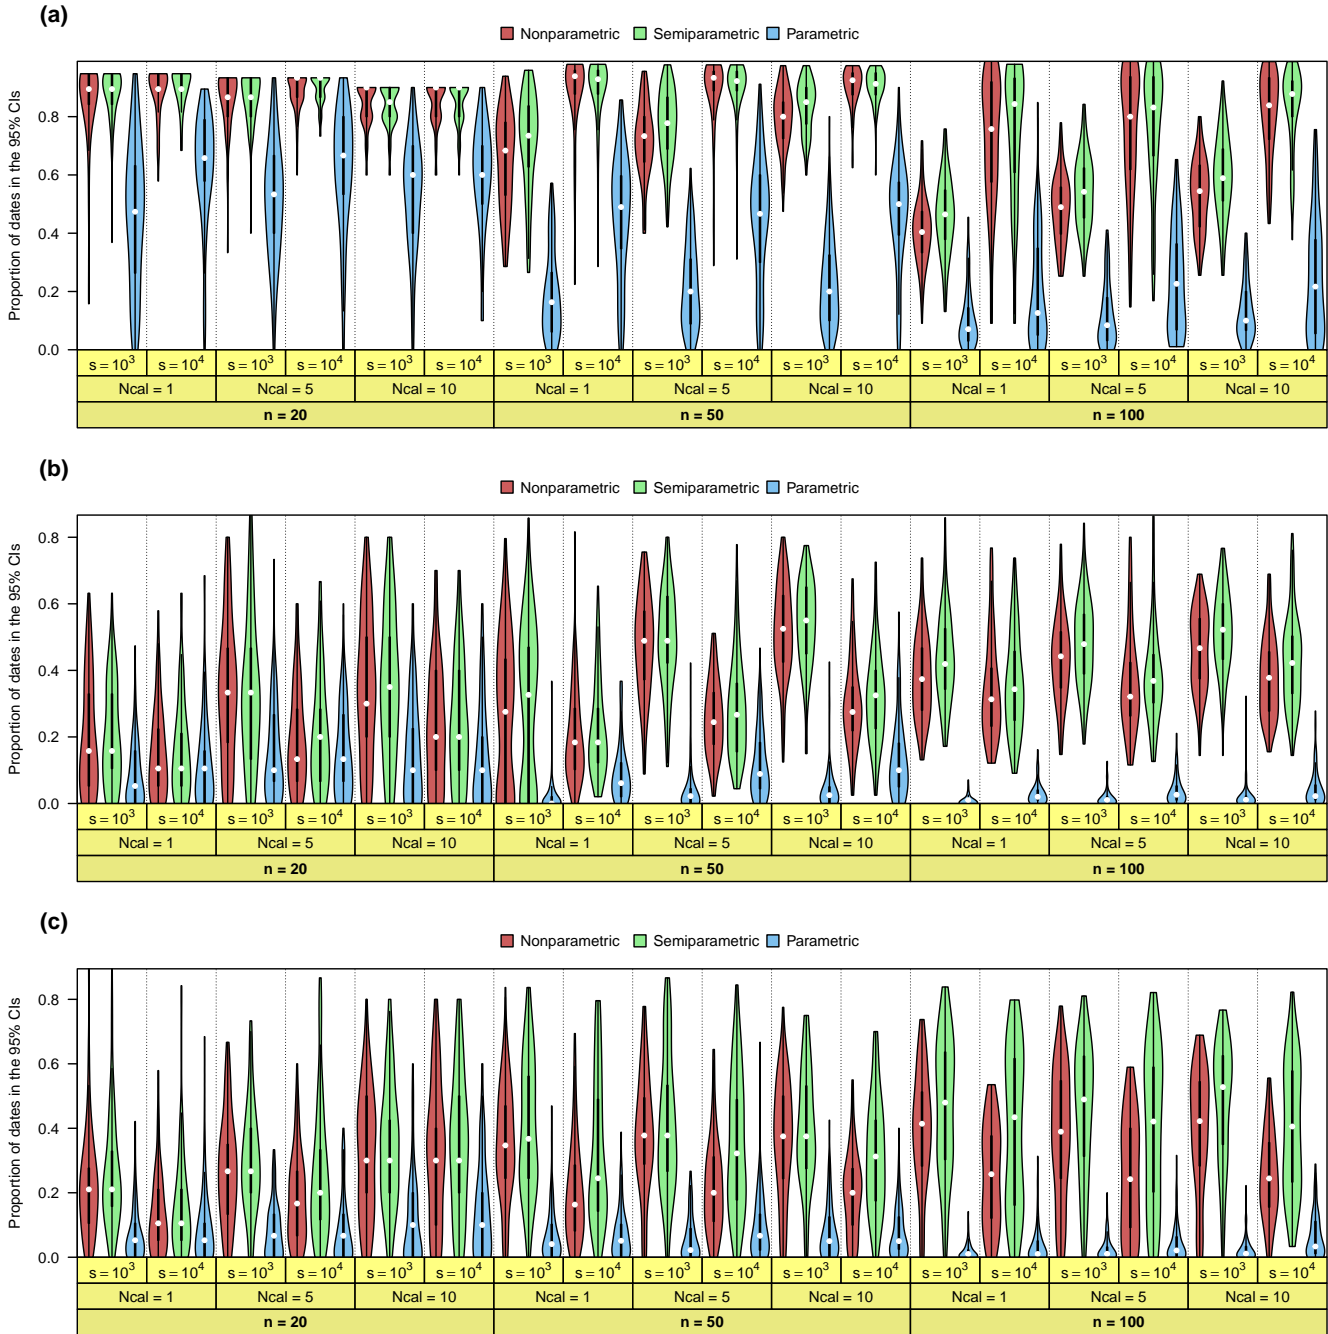 (a)
Nonparametric Semiparametric Parametric
Proportion of dates in the 95% CIs
0.8
0.6
0.4
0.2
0.0
s = 10³ s = 10⁴ s = 10³ s = 10⁴ s = 10³ s = 10⁴ s = 10³ s = 10⁴ s = 10³ s = 10⁴ s = 10³ s = 10⁴ s = 10³ s = 10⁴ s = 10³ s = 10⁴ s = 10³ s = 10⁴
Ncal = 1 Ncal = 5 Ncal = 10 Ncal = 1 Ncal = 5 Ncal = 10 Ncal = 1 Ncal = 5 Ncal = 10
n = 20 n = 50 n = 100
(b)
Nonparametric Semiparametric Parametric
Proportion of dates in the 95% CIs
0.8
0.6
0.4
0.2
0.0
s = 10³ s = 10⁴ s = 10³ s = 10⁴ s = 10³ s = 10⁴ s = 10³ s = 10⁴ s = 10³ s = 10⁴ s = 10³ s = 10⁴ s = 10³ s = 10⁴ s = 10³ s = 10⁴ s = 10³ s = 10⁴
Ncal = 1 Ncal = 5 Ncal = 10 Ncal = 1 Ncal = 5 Ncal = 10 Ncal = 1 Ncal = 5 Ncal = 10
n = 20 n = 50 n = 100
(c)
Nonparametric Semiparametric Parametric
Proportion of dates in the 95% CIs
0.8
0.6
0.4
0.2
0.0
s = 10³ s = 10⁴ s = 10³ s = 10⁴ s = 10³ s = 10⁴ s = 10³ s = 10⁴ s = 10³ s = 10⁴ s = 10³ s = 10⁴ s = 10³ s = 10⁴ s = 10³ s = 10⁴ s = 10³ s = 10⁴
Ncal = 1 Ncal = 5 Ncal = 10 Ncal = 1 Ncal = 5 Ncal = 10 Ncal = 1 Ncal = 5 Ncal = 10
n = 20 n = 50 n = 100